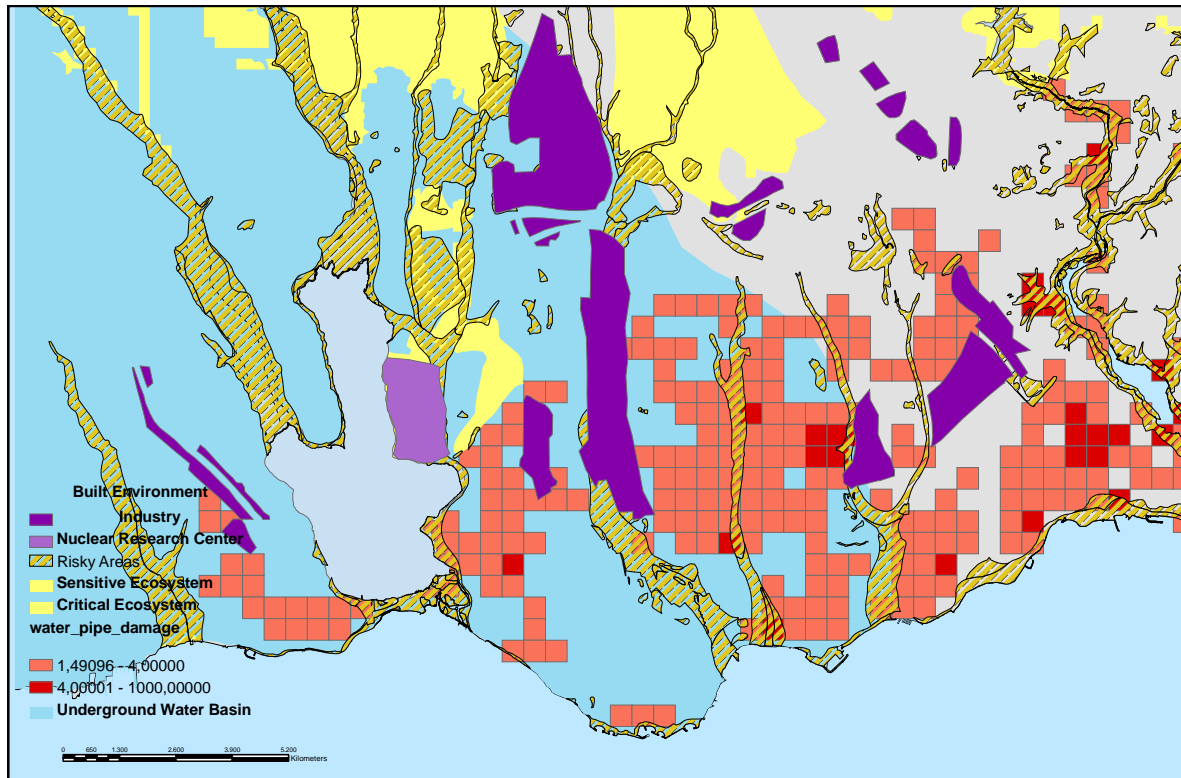 Built Environment
Industry
Nuclear Research Center
Risky Areas
Sensitive Ecosystem
Critical Ecosystem
water_pipe_damage
1,49096 - 4,00000
4,00001 - 1000,00000
Underground Water Basin
0 650 1.300 2.600 3.900 5.200
Kilometers